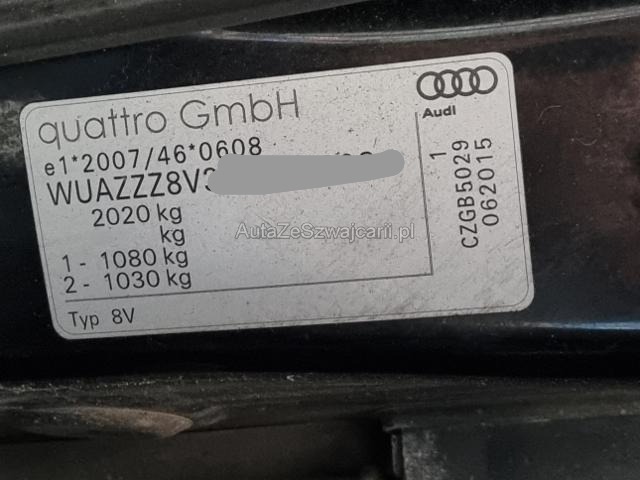 quattro GmbH
Audi
e1*2007/46*0608
WUAZZZ8V
2020 kg
kg
1 - 1080 kg
2 - 1030 kg
Typ 8V
1
CZGB5029
062015
AutaZeSzwajcarii.pl